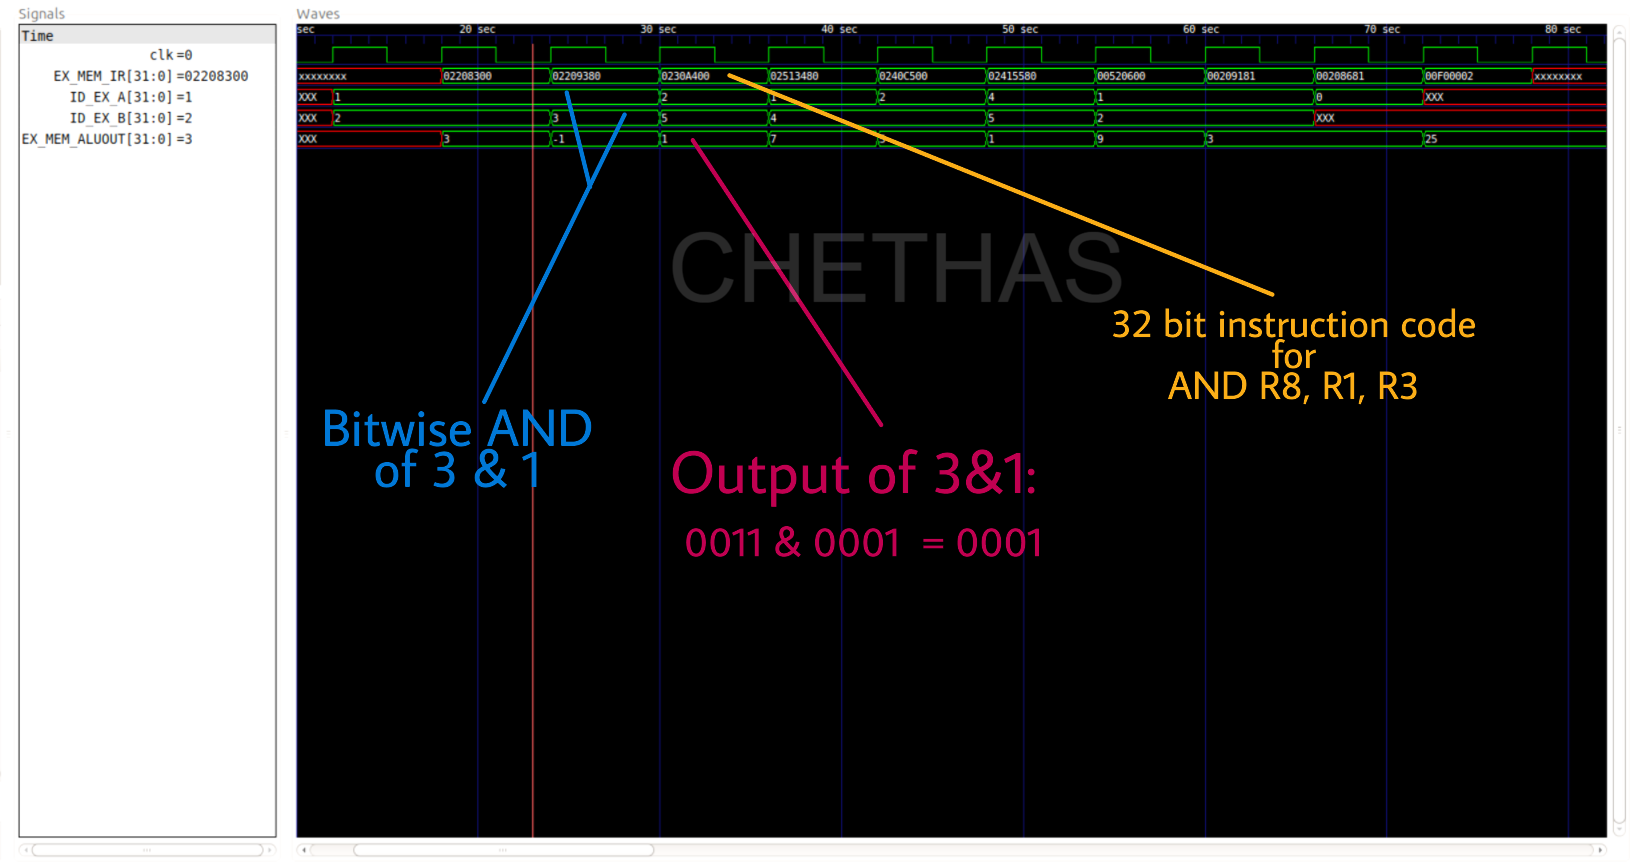 Signals
Waves
Time
clk=0
EX_MEM_IR[31:0]=02208300
ID_EX_A[31:0]=1
ID_EX_B[31:0]=2
EX_MEM_ALUOUT[31:0]=3
sec 20 sec 30 sec 40 sec 50 sec 60 sec 70 sec 80 sec
xxxxxxxx 02208300 02209380 0230A400 02513480 0240C500 02415580 00520600 00209181 00208681 00F00002 xxxxxxxx
XXX 1 2 1 2 4 1 0 XXX
XXX 2 3 5 4 5 2 XXX
XXX 3 -1 1 7 1 9 3 25
CHETHAS
32 bit instruction code
for
AND R8, R1, R3
Bitwise AND
of 3 & 1
Output of 3&1:
0011 & 0001 = 0001